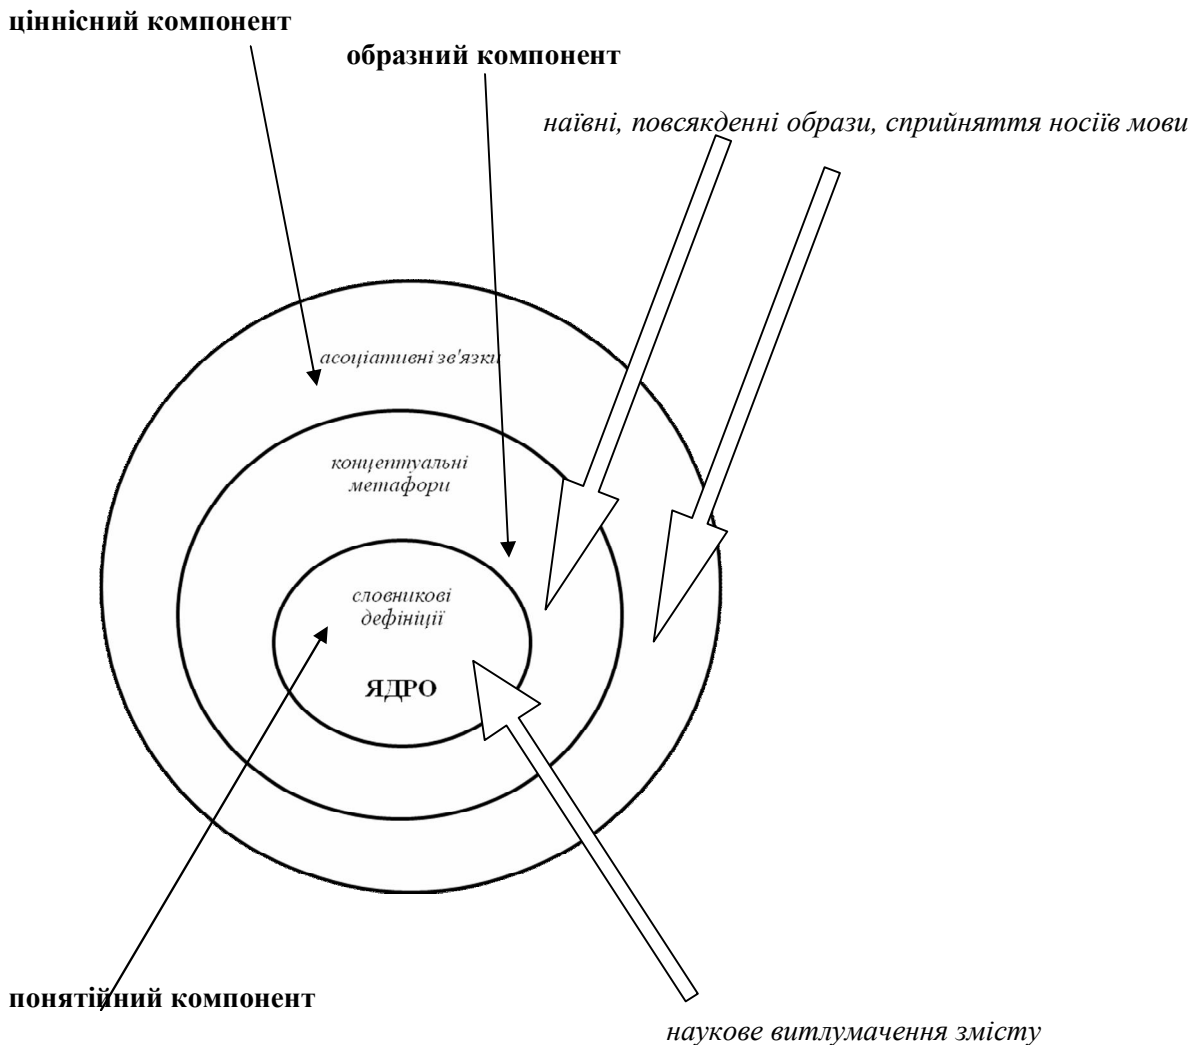 ціннісний компонент
образний компонент
наївні, повсякденні образи, сприйняття носіїв мови
асоціативні зв'язки
концептуальні
метафори
словникові
дефініції
ЯДРО
понятійний компонент
наукове витлумачення змісту